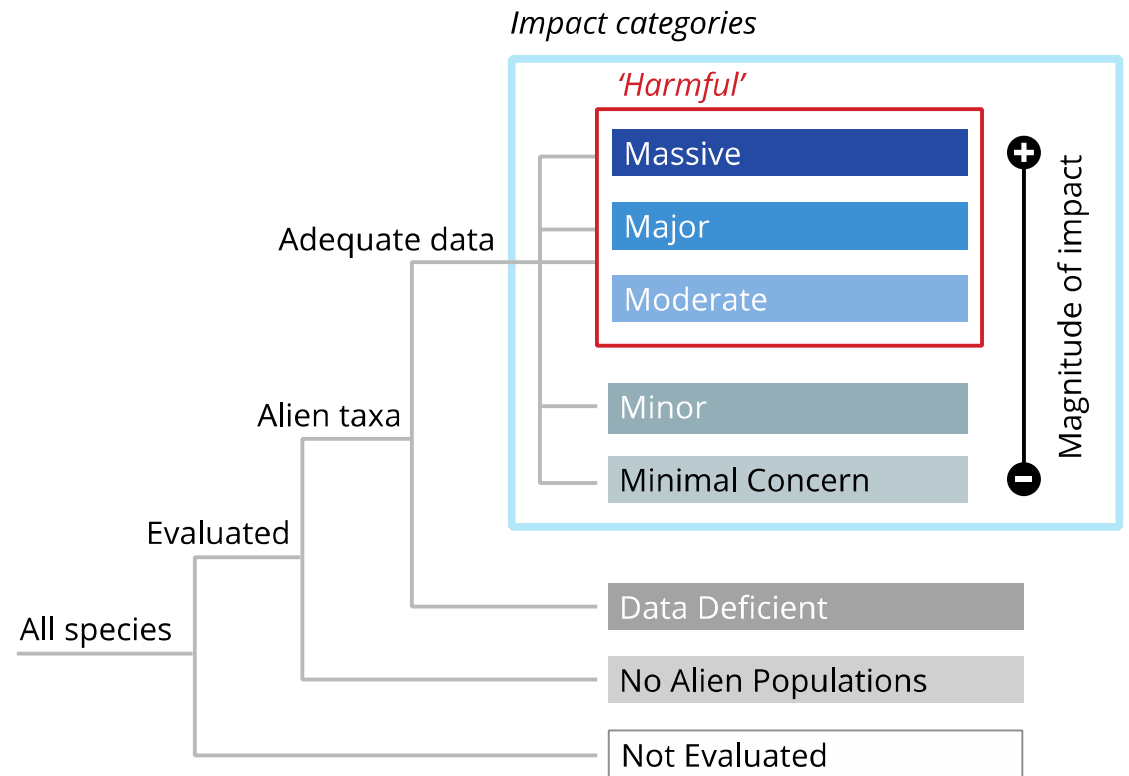 Impact categories
‘Harmful’
Massive
Major
Adequate data
Moderate
Magnitude of impact
Minor
Alien taxa
Minimal Concern
Evaluated
Data Deficient
All species
No Alien Populations
Not Evaluated